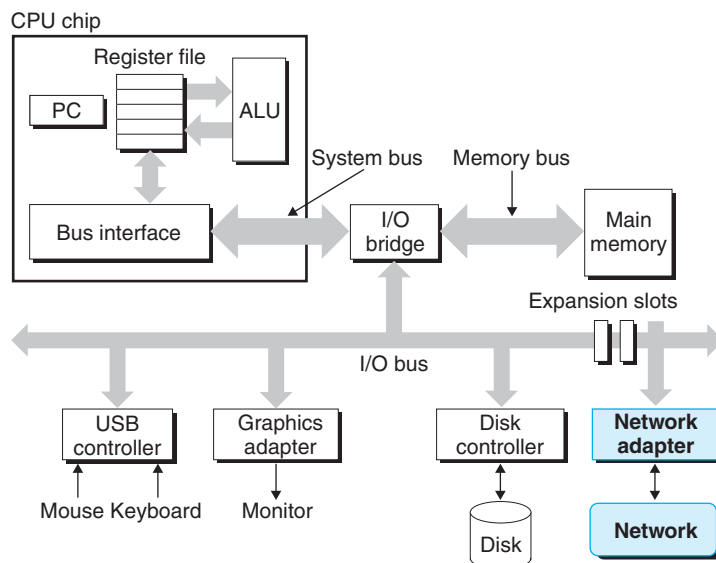 CPU chip
Register file
PC
ALU
System bus
Memory bus
Bus interface
I/O
bridge
Main
memory
Expansion slots
I/O bus
USB
controller
Graphics
adapter
Disk
controller
Network
adapter
Mouse Keyboard
Monitor
Disk
Network